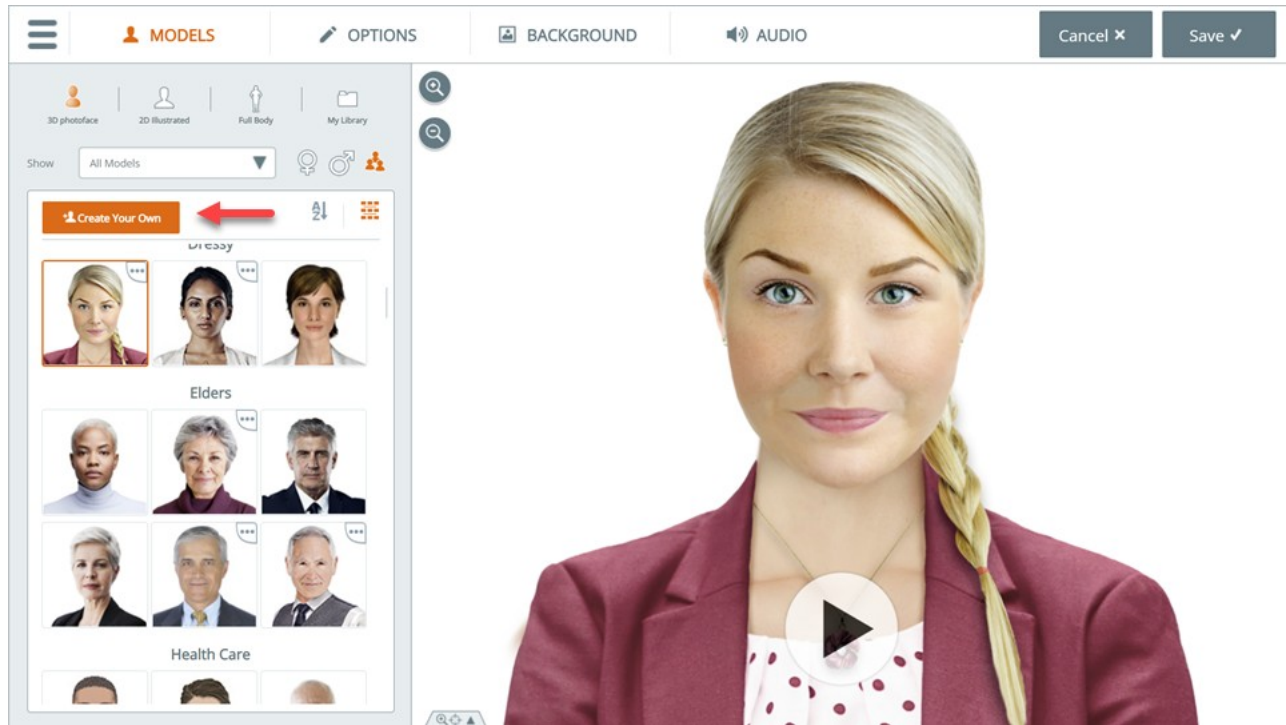 MODELS
OPTIONS
BACKGROUND
AUDIO
Cancel ×
Save ✓
3D photoface
2D Illustrated
Full Body
My Library
Show
All Models
Create Your Own
A
Z
Dressy
Elders
Health Care